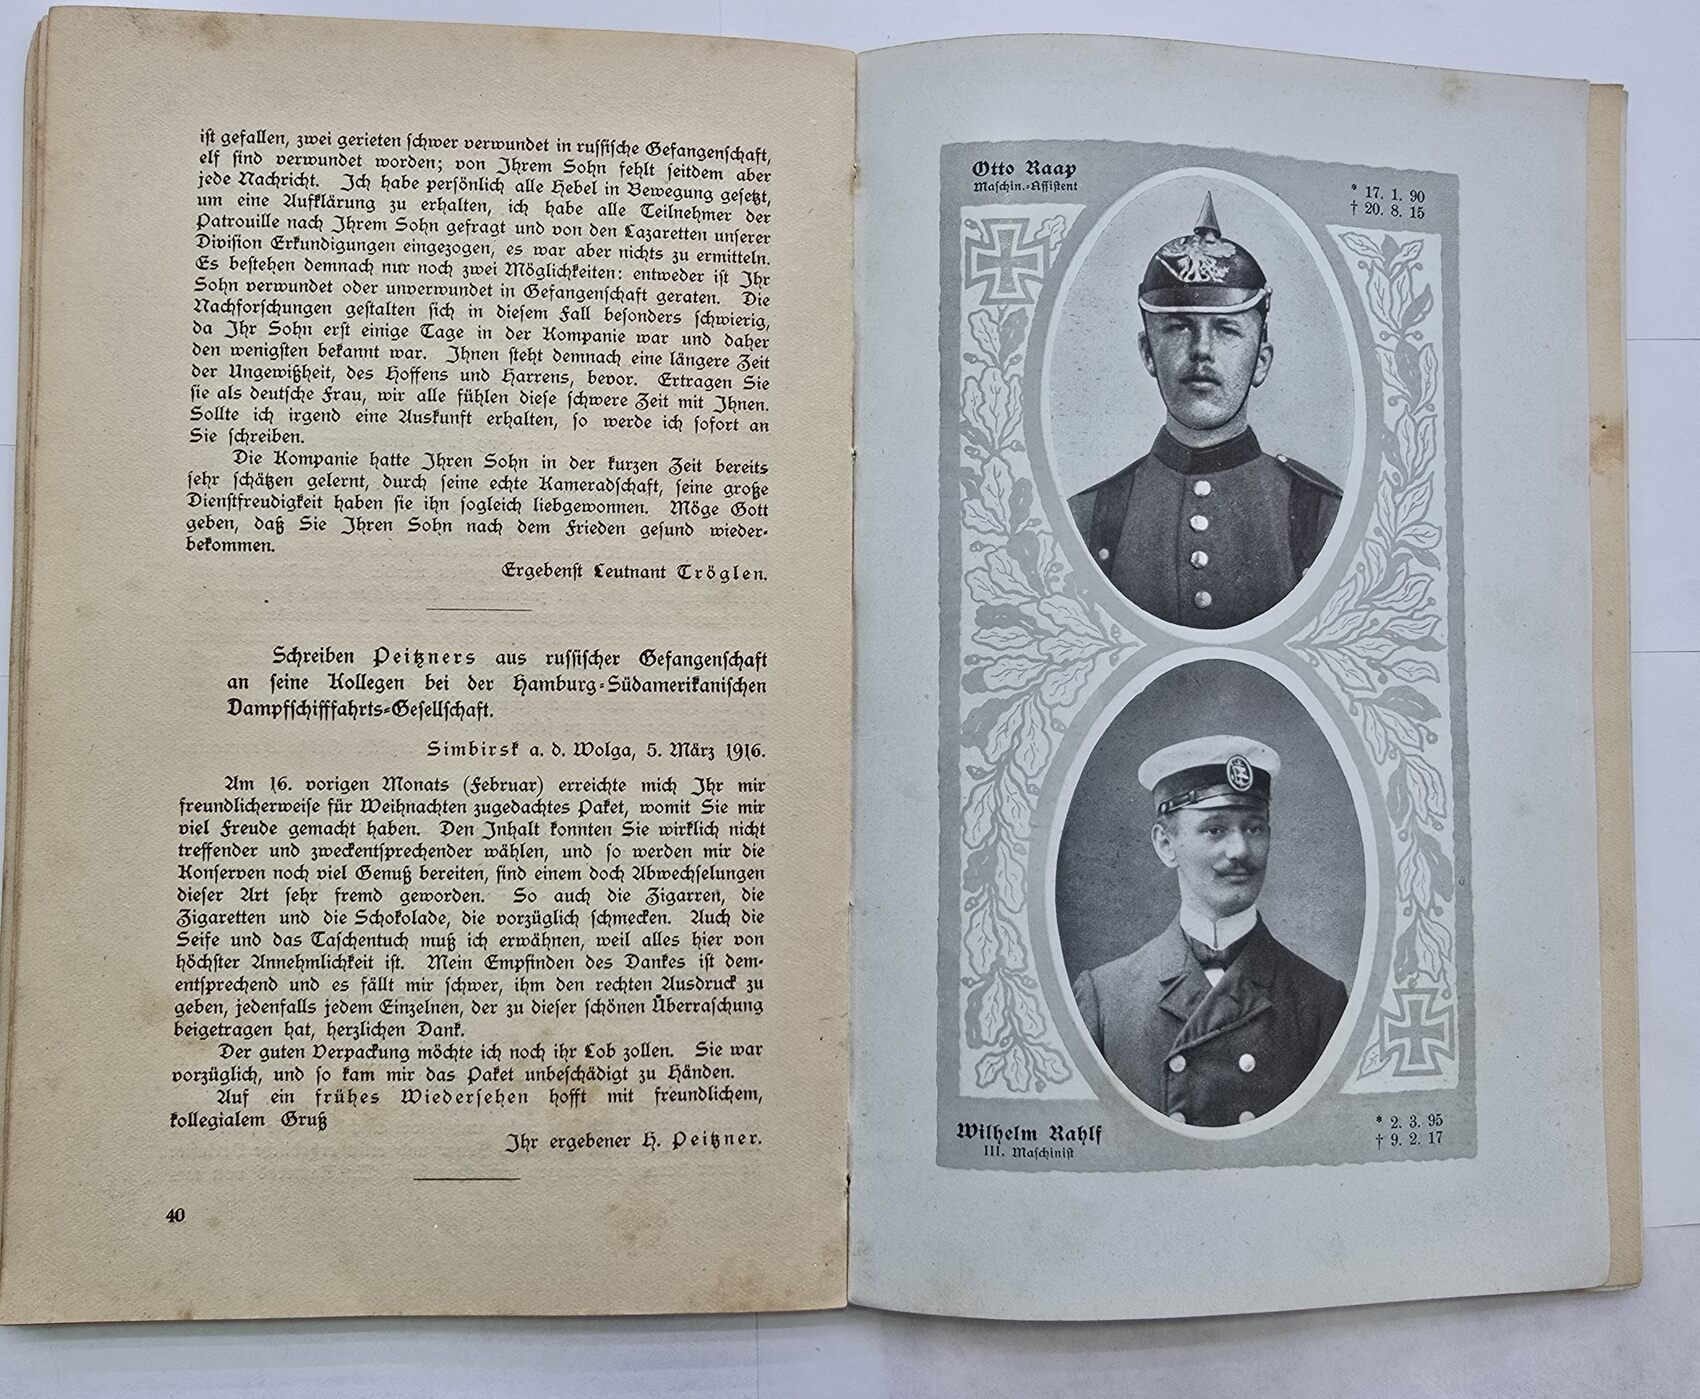 ist gefallen, zwei gerieten schwer verwundet in russische Gefangenschaft,
elf sind verwundet worden; von Ihrem Sohn fehlt seitdem aber
jede Nachricht. Ich habe persönlich alle Hebel in Bewegung gesetzt,
um eine Aufklärung zu erhalten, ich habe alle Teilnehmer der
Patrouille nach Ihrem Sohn gefragt und von den Lazaretten unserer
Division Erkundigungen eingezogen, es war aber nichts zu ermitteln.
Es bestehen demnach nur noch zwei Möglichkeiten: entweder ist Ihr
Sohn verwundet oder unverwundet in Gefangenschaft geraten. Die
Nachforschungen gestalten sich in diesem Fall besonders schwierig,
da Ihr Sohn erst einige Tage in der Kompanie war und daher
den wenigsten bekannt war. Ihnen steht demnach eine längere Zeit
der Ungewißheit, des Hoffens und Harrens, bevor. Ertragen Sie
sie als deutsche Frau, wir alle fühlen diese schwere Zeit mit Ihnen.
Sollte ich irgend eine Auskunft erhalten, so werde ich sofort an
Sie schreiben.
Die Kompanie hatte Ihren Sohn in der kurzen Zeit bereits
sehr schätzen gelernt, durch seine echte Kameradschaft, seine große
Dienstfreudigkeit haben sie ihn sogleich liebgewonnen. Möge Gott
geben, daß Sie Ihren Sohn nach dem Frieden gesund wieder-
bekommen.
Ergebenst Leutnant Tröglen.
Schreiben Peitzners aus russischer Gefangenschaft
an seine Kollegen bei der Hamburg-Südamerikanischen
Dampfschifffahrts-Gesellschaft.
Simbirsk a. d. Wolga, 5. März 1916.
Am 16. vorigen Monats (Februar) erreichte mich Ihr mir
freundlicherweise für Weihnachten zugedachtes Paket, womit Sie mir
viel Freude gemacht haben. Den Inhalt konnten Sie wirklich nicht
treffender und zweckentsprechender wählen, und so werden mir die
Konserven noch viel Genuß bereiten, sind einem doch Abwechselungen
dieser Art sehr fremd geworden. So auch die Zigarren, die
Zigaretten und die Schokolade, die vorzüglich schmecken. Auch die
Seife und das Taschentuch muß ich erwähnen, weil alles hier von
höchster Annehmlichkeit ist. Mein Empfinden des Dankes ist dem-
entsprechend und es fällt mir schwer, ihm den rechten Ausdruck zu
geben, jedenfalls jedem Einzelnen, der zu dieser schönen Überraschung
beigetragen hat, herzlichen Dank.
Der guten Verpackung möchte ich noch ihr Lob zollen. Sie war
vorzüglich, und so kam mir das Paket unbeschädigt zu Händen.
Auf ein frühes Wiedersehen hofft mit freundlichem,
kollegialem Gruß
Ihr ergebener H. Peitzner.
40
Otto Raap
Maschin.-Assistent
* 17. 1. 90
† 20. 8. 15
Wilhelm Rahlf
III. Maschinist
* 2. 3. 95
† 9. 2. 17